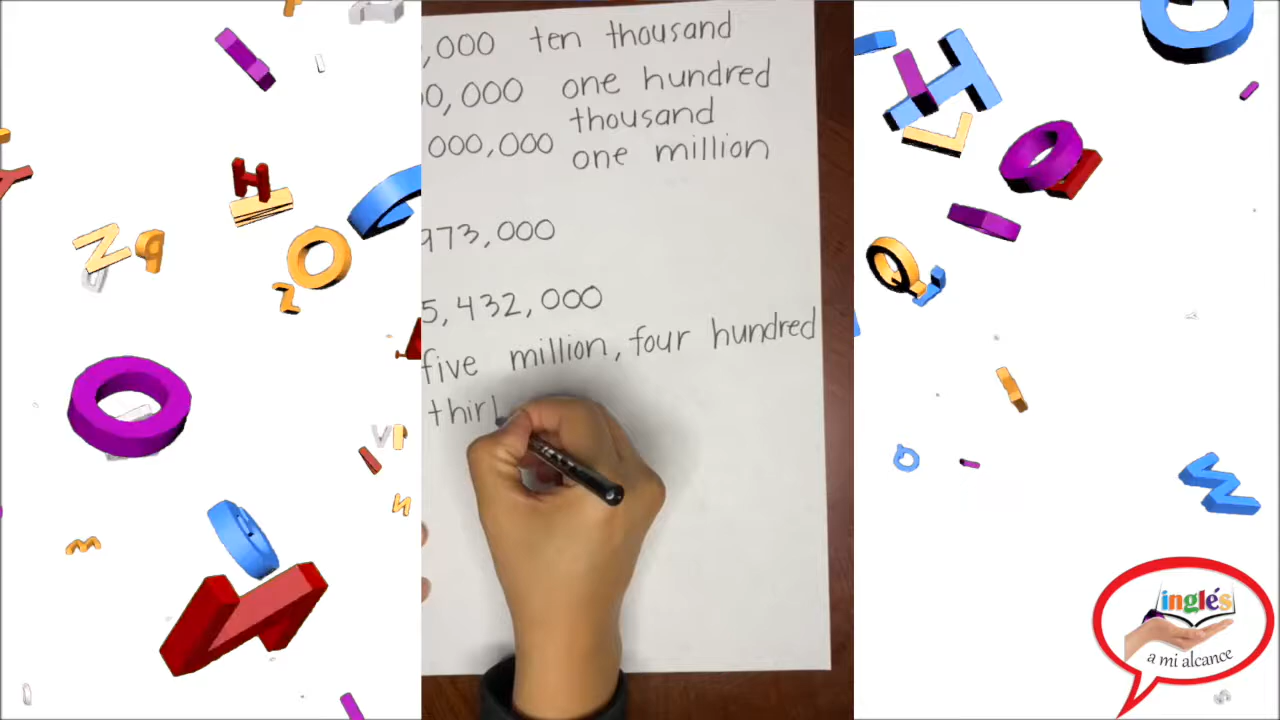 ,000 ten thousand
0,000 one hundred
thousand
000,000 one million
973,000
5,432,000
five million, four hundred
thirt
inglés
a mi alcance